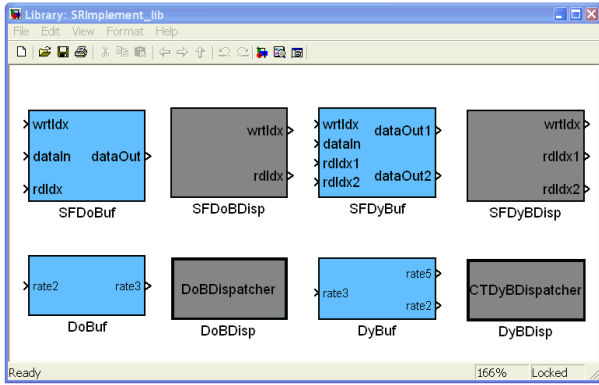 Library: SRImplement_lib
File Edit View Format Help
wrtIdx
dataIn dataOut
rdIdx
SFDoBuf
wrtIdx
rdIdx
SFDoBDisp
wrtIdx dataOut1
dataIn
rdIdx1
rdIdx2 dataOut2
SFDyBuf
wrtIdx
rdIdx1
rdIdx2
SFDyBDisp
rate2 rate3
DoBuf
DoBDispatcher
DoBDisp
rate5
rate3
rate2
DyBuf
CTDyBDispatcher
DyBDisp
Ready 166% Locked